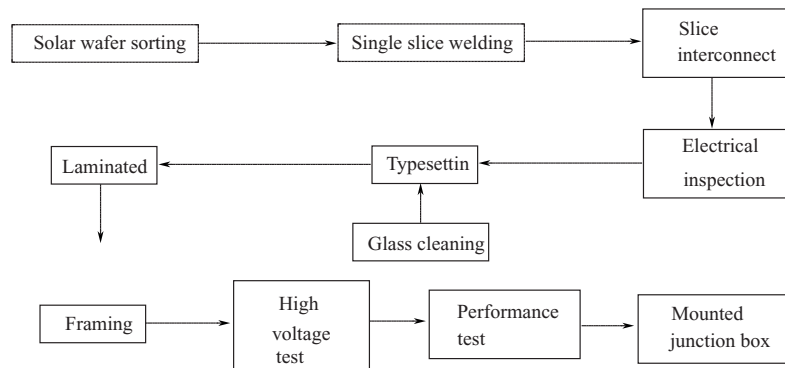 Solar wafer sorting
Single slice welding
Slice
interconnect
Electrical
inspection
Typesettin
Laminated
Glass cleaning
Framing
High
voltage
test
Performance
test
Mounted
junction box